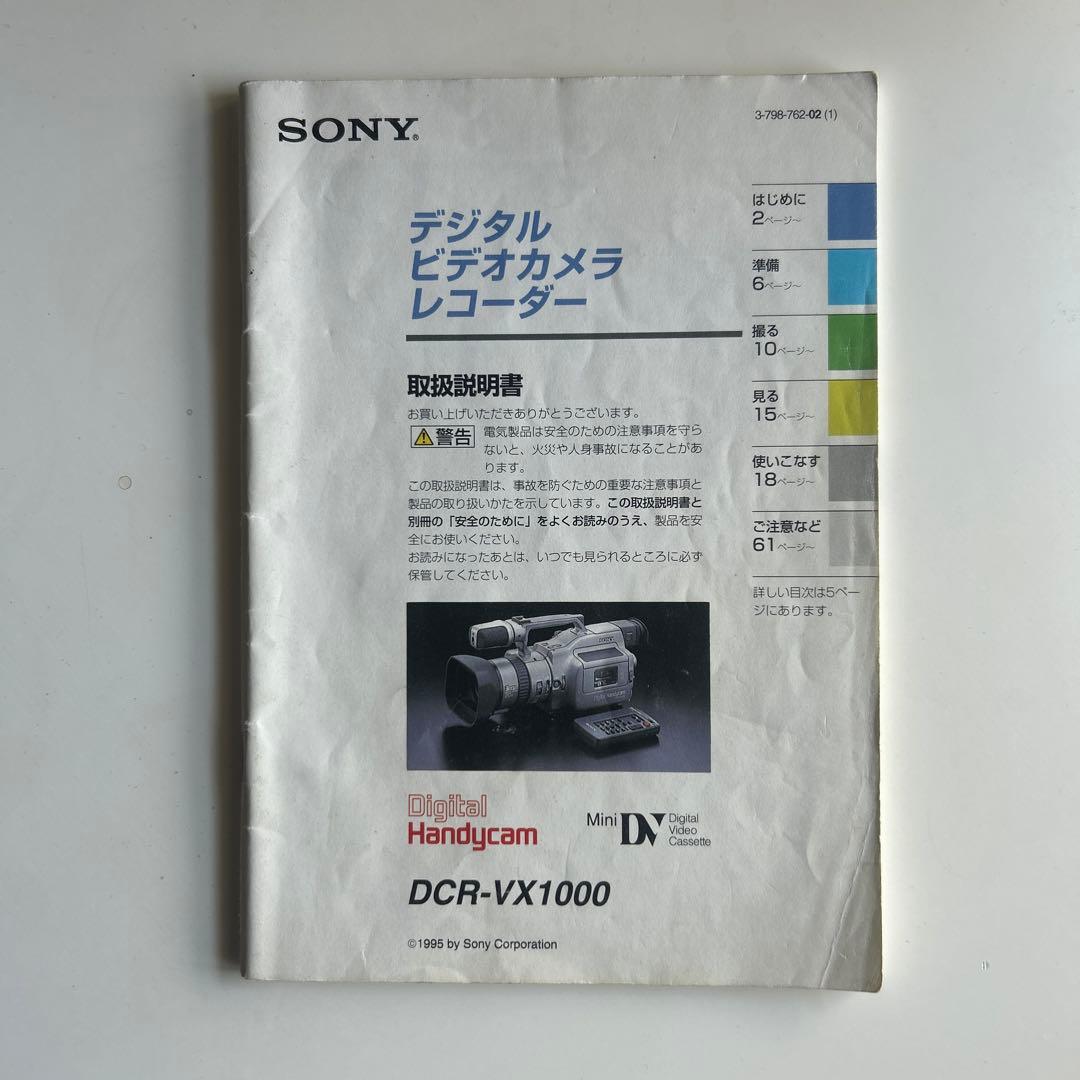 SONY®
3-798-762-02 (1)
デジタル
ビデオカメラ
レコーダー
取扱説明書
お買い上げいただきありがとうございます。
警告
電気製品は安全のための注意事項を守ら
ないと、火災や人身事故になることがあ
ります。
この取扱説明書は、事故を防ぐための重要な注意事項と
製品の取り扱いかたを示しています。この取扱説明書と
別冊の「安全のために」をよくお読みのうえ、製品を安
全にお使いください。
お読みになったあとは、いつでも見られるところに必ず
保管してください。
はじめに
2ページ〜
準備
6ページ〜
撮る
10ページ〜
見る
15ページ〜
使いこなす
18ページ〜
ご注意など
61ページ〜
詳しい目次は5ペー
ジにあります。
SONY
Digital Handycam
Digital
Handycam
Mini DV Digital
Video
Cassette
DCR-VX1000
©1995 by Sony Corporation